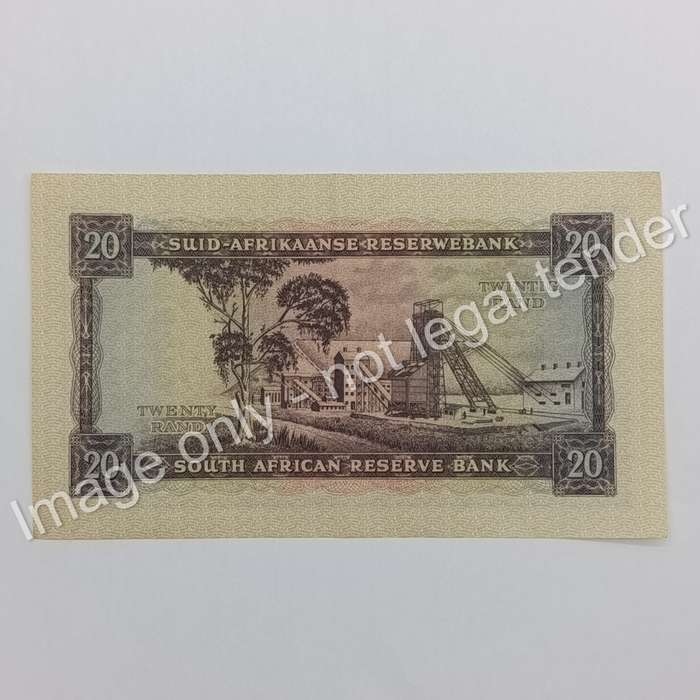 20 SUID-AFRIKAANSE RESERWEBANK 20
TWENTIG
RAND
TWENTY
RAND
20 SOUTH AFRICAN RESERVE BANK 20
Image only - not legal tender